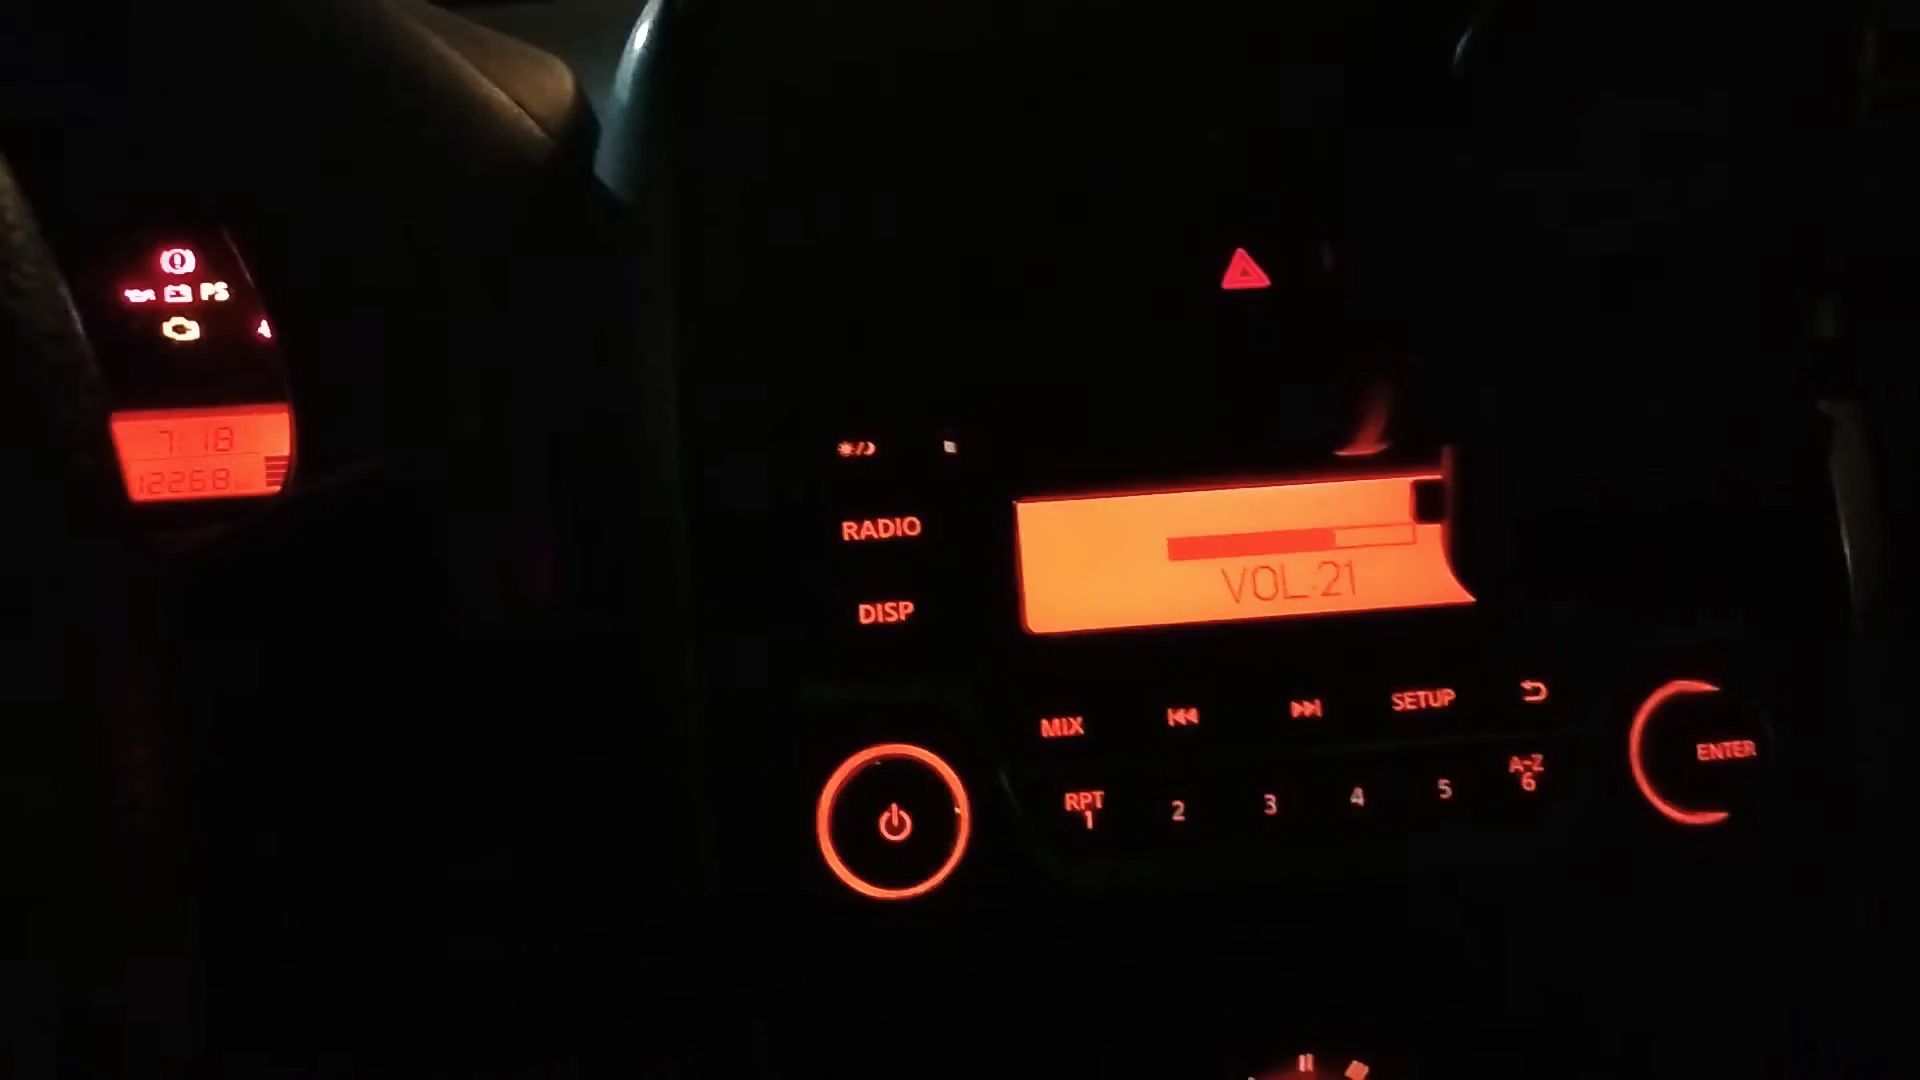 PS
7:18
12268
RADIO
VOL:21
DISP
MIX
SETUP
ENTER
RPT
1
2
3
4
5
A-Z
6